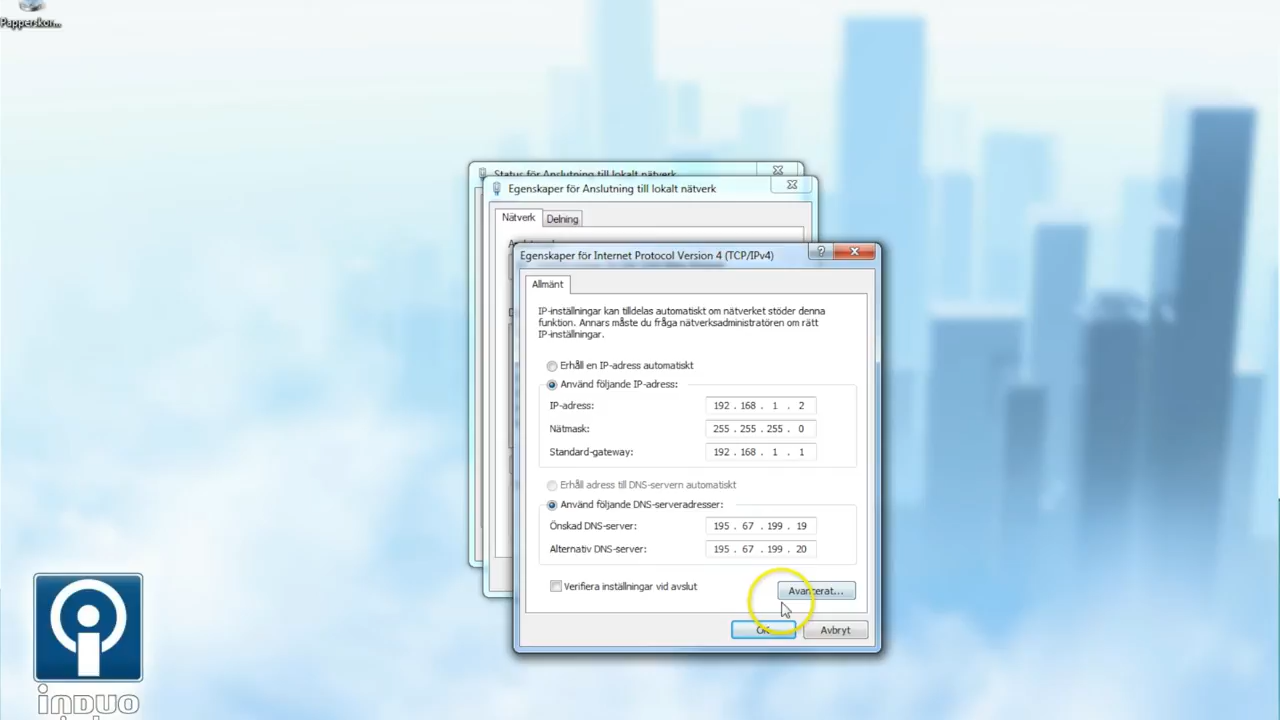 Papperskor...
Status för Anslutning till lokalt nätverk
Egenskaper för Anslutning till lokalt nätverk
Nätverk
Delning
Egenskaper för Internet Protocol Version 4 (TCP/IPv4)
Allmänt
IP-inställningar kan tilldelas automatiskt om nätverket stöder denna
funktion. Annars måste du fråga nätverksadministratören om rätt
IP-inställningar.
Erhåll en IP-adress automatiskt
Använd följande IP-adress:
IP-adress: 192 . 168 . 1 . 2
Nätmask: 255 . 255 . 255 . 0
Standard-gateway: 192 . 168 . 1 . 1
Erhåll adress till DNS-servern automatiskt
Använd följande DNS-serveradresser:
Önskad DNS-server: 195 . 67 . 199 . 19
Alternativ DNS-server: 195 . 67 . 199 . 20
Verifiera inställningar vid avslut
Avancerat...
OK
Avbryt
INDUO